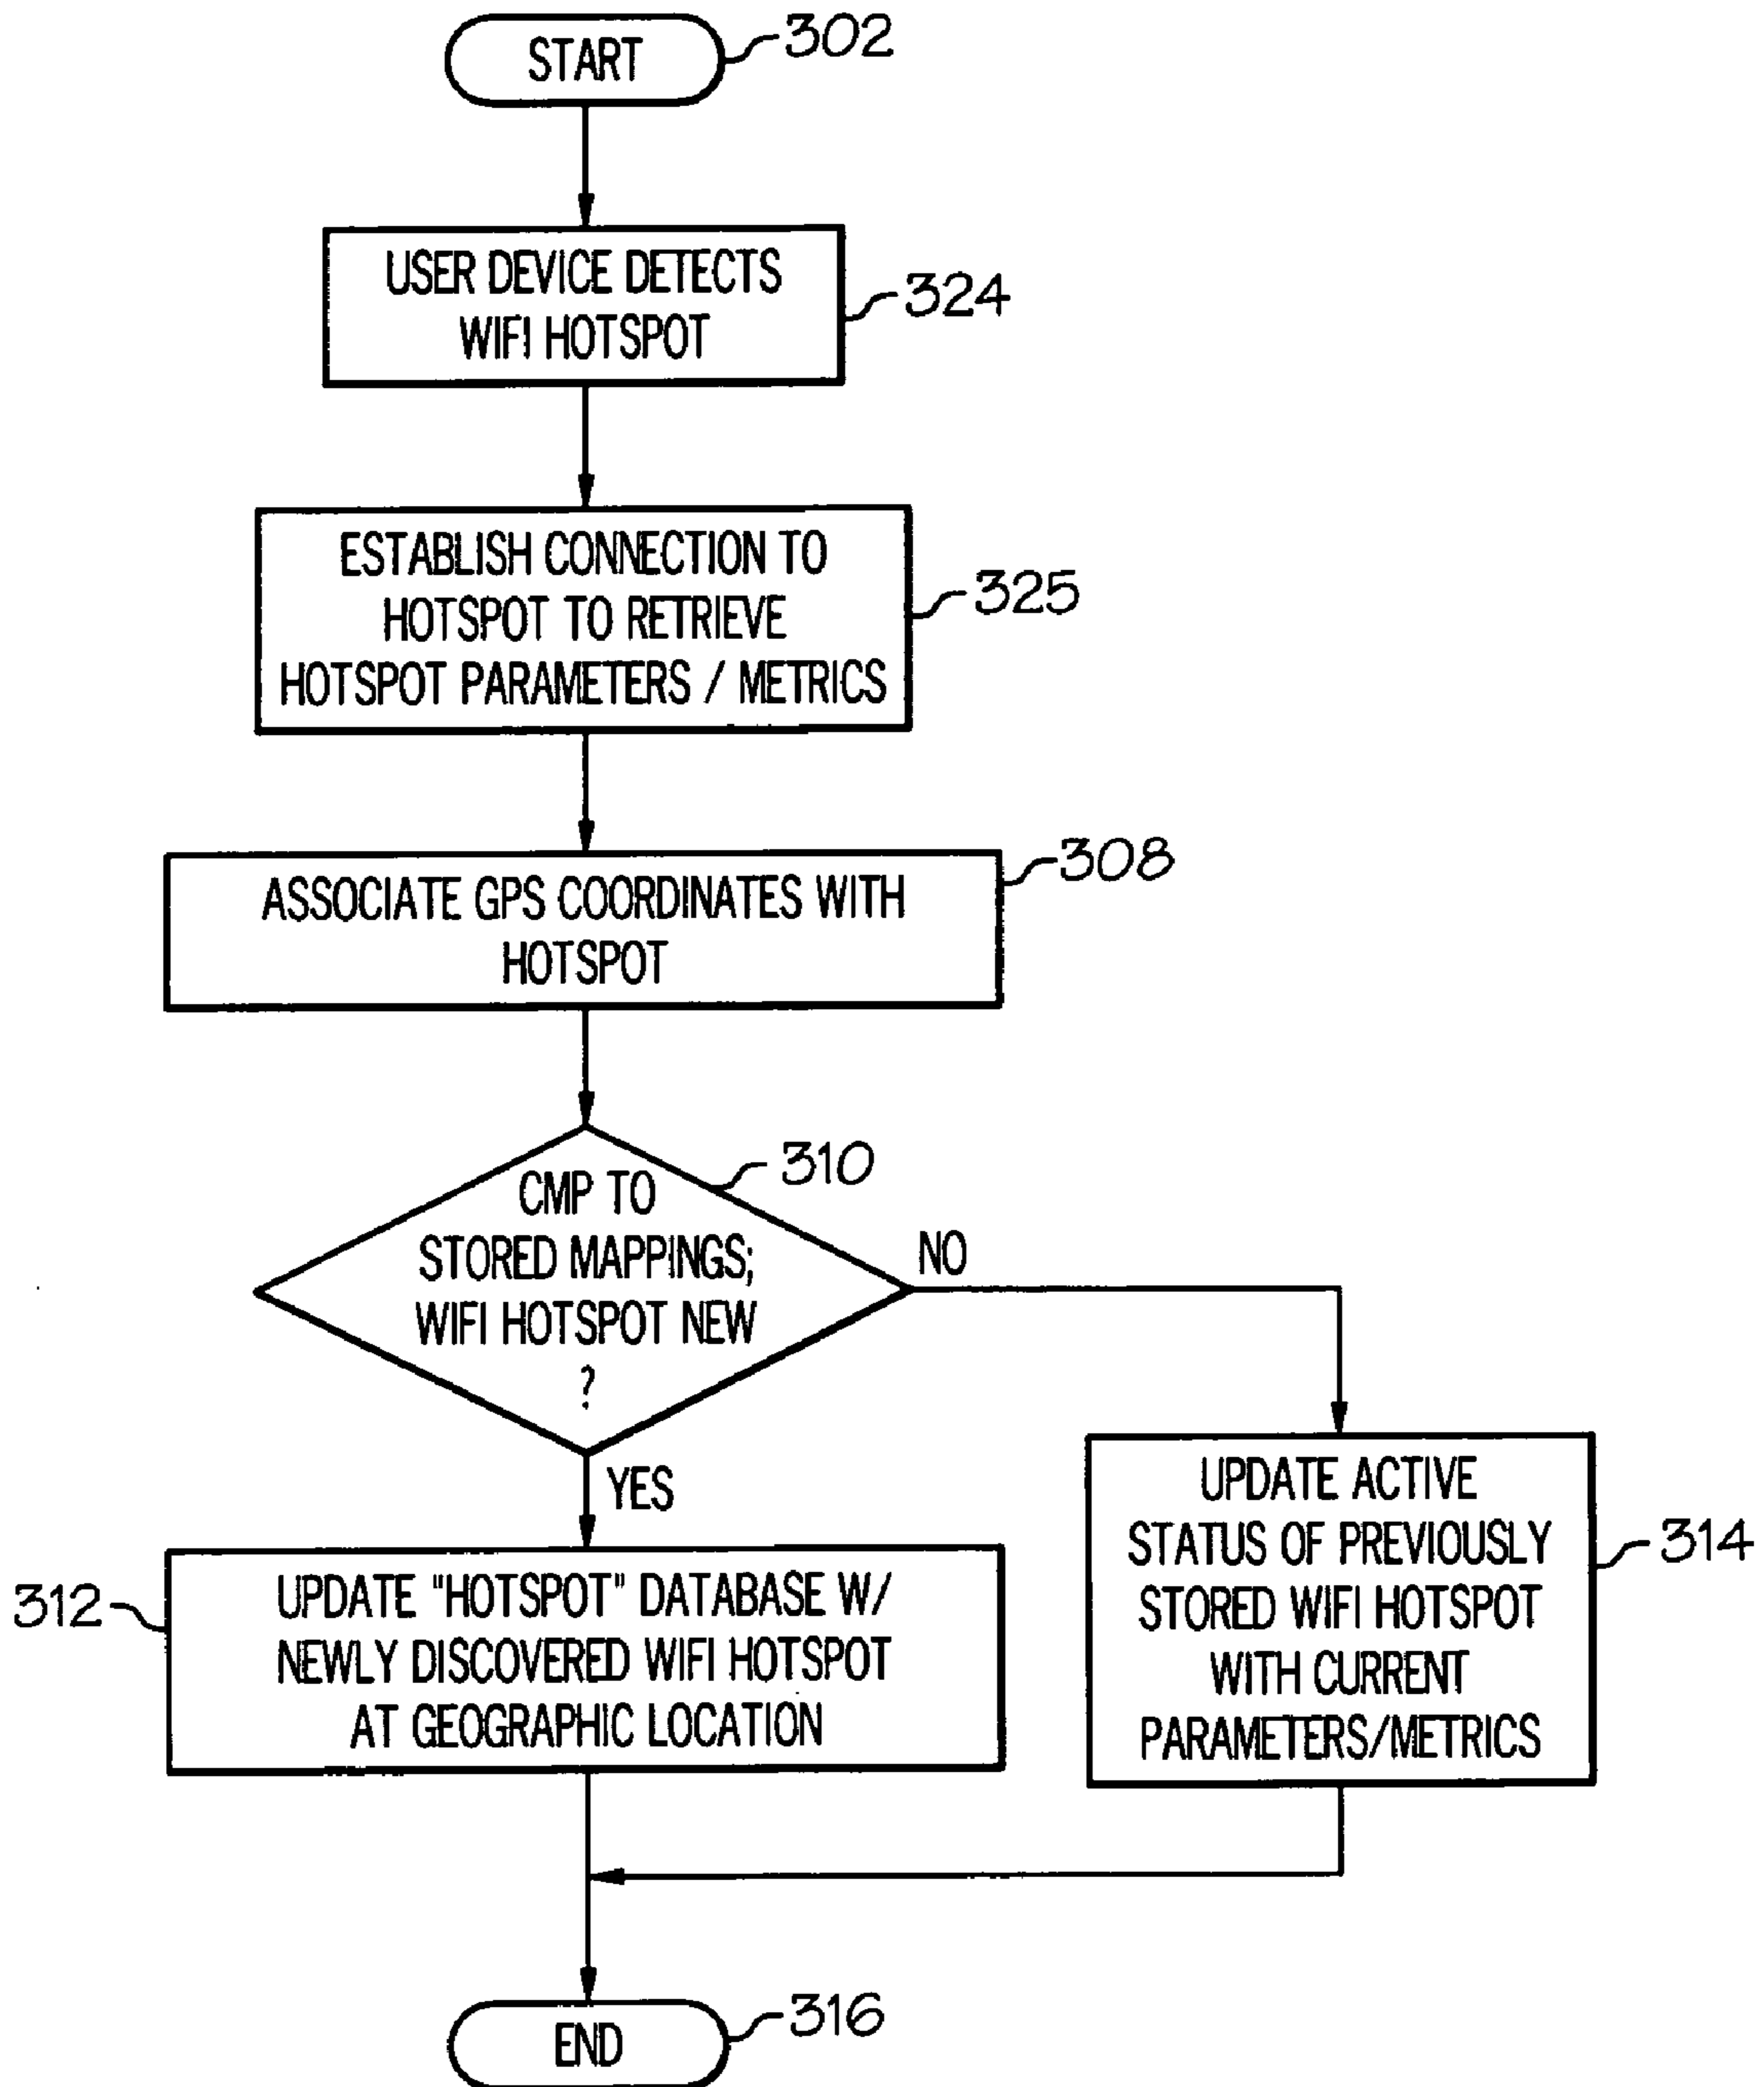 START
302
USER DEVICE DETECTS
WIFI HOTSPOT
324
ESTABLISH CONNECTION TO
HOTSPOT TO RETRIEVE
HOTSPOT PARAMETERS / METRICS
325
ASSOCIATE GPS COORDINATES WITH
HOTSPOT
308
CMP TO
STORED MAPPINGS;
WIFI HOTSPOT NEW
?
310
NO
YES
UPDATE ACTIVE
STATUS OF PREVIOUSLY
STORED WIFI HOTSPOT
WITH CURRENT
PARAMETERS/METRICS
314
312
UPDATE "HOTSPOT" DATABASE W/
NEWLY DISCOVERED WIFI HOTSPOT
AT GEOGRAPHIC LOCATION
END
316